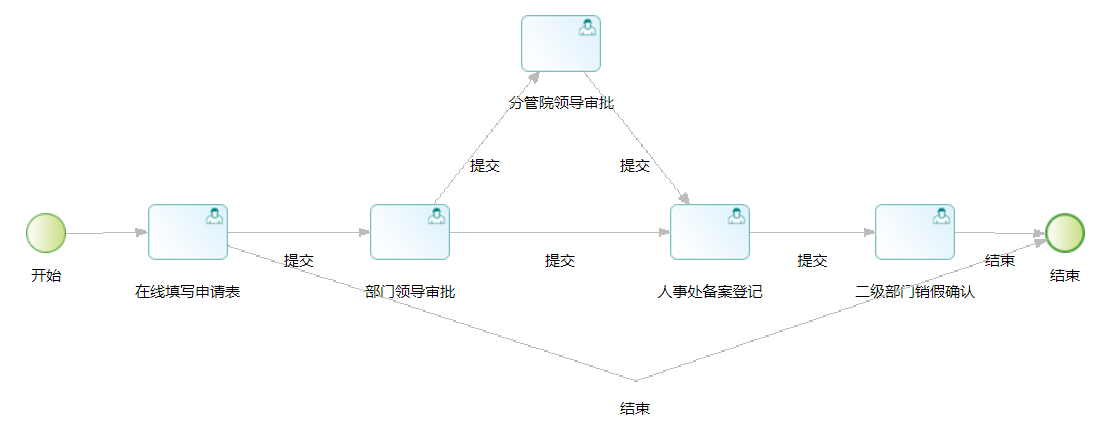 分管院领导审批
提交
提交
开始
在线填写申请表
提交
部门领导审批
提交
人事处备案登记
提交
二级部门销假确认
结束
结束
结束